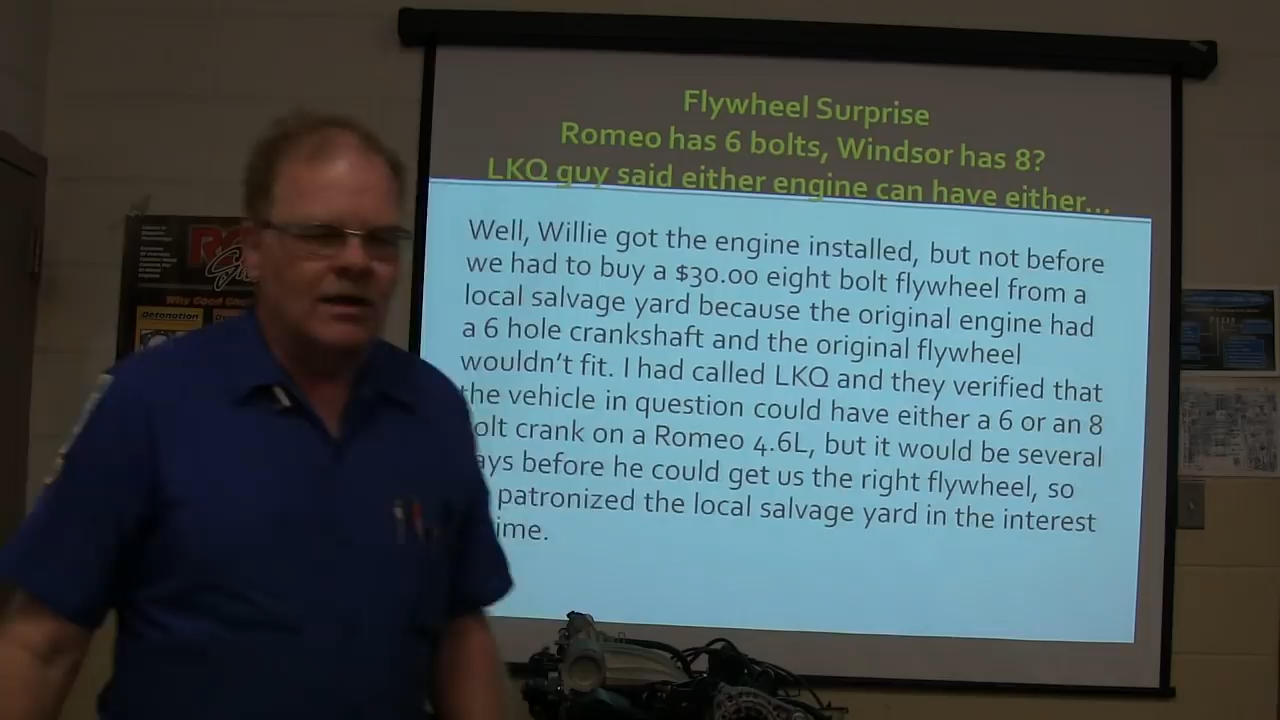 Flywheel Surprise
Romeo has 6 bolts, Windsor has 8?
LKQ guy said either engine can have either...
Well, Willie got the engine installed, but not before
we had to buy a $30.00 eight bolt flywheel from a
local salvage yard because the original engine had
a 6 hole crankshaft and the original flywheel
wouldn't fit. I had called LKQ and they verified that
the vehicle in question could have either a 6 or an 8
olt crank on a Romeo 4.6L, but it would be several
ays before he could get us the right flywheel, so
patronized the local salvage yard in the interest
ime.
Why Good
Detonation